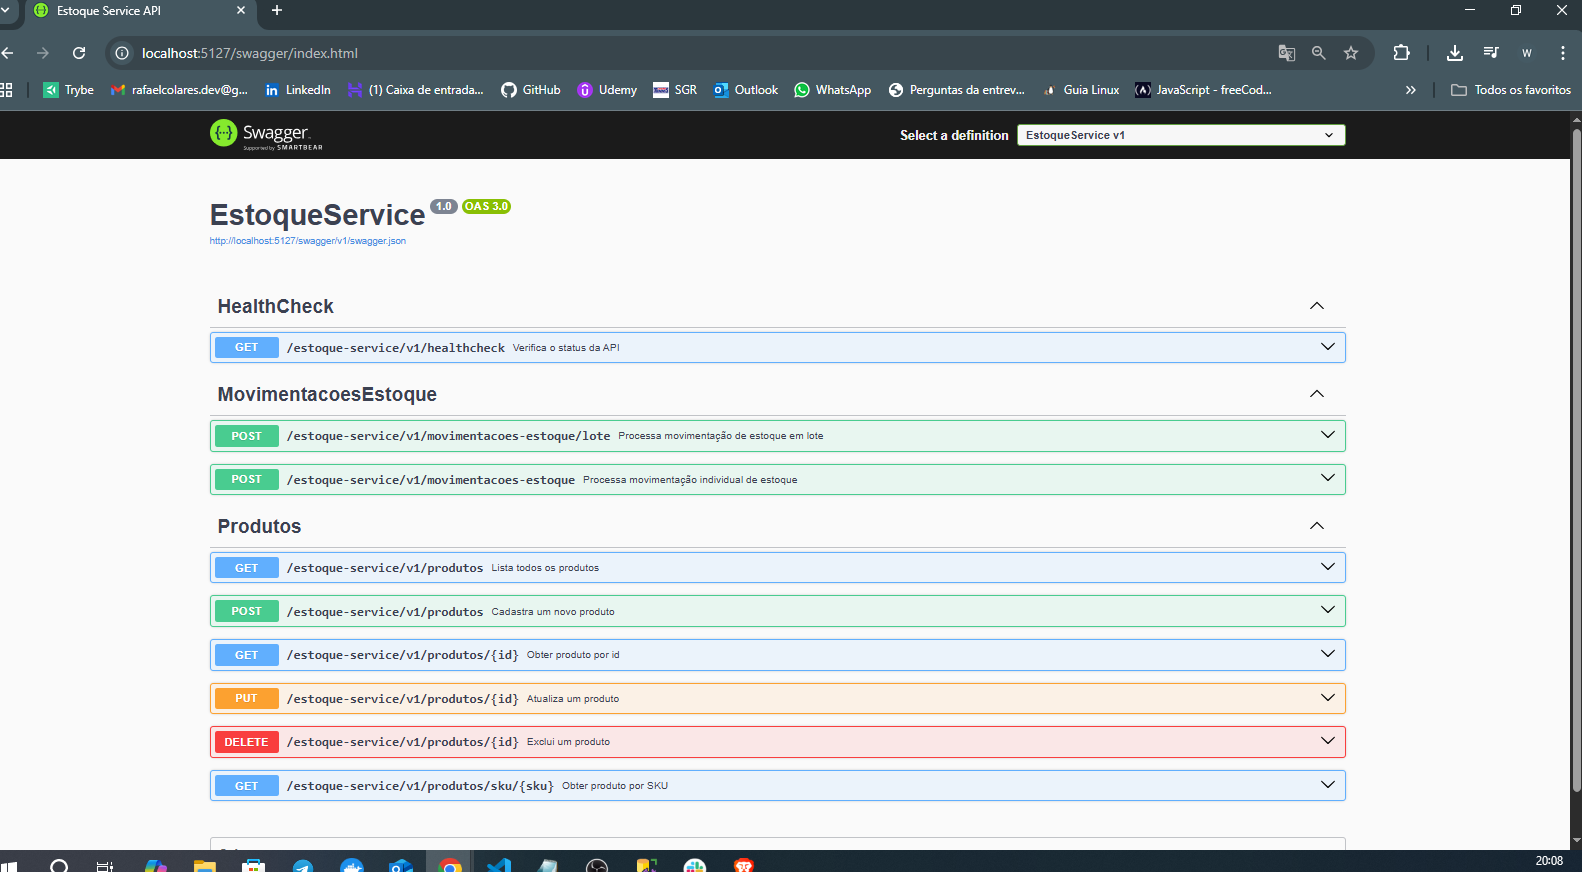 Estoque Service API
localhost:5127/swagger/index.html
W
Trybe
rafaelcolares.dev@g...
LinkedIn
(1) Caixa de entrada...
GitHub
Udemy
SGR
Outlook
WhatsApp
Perguntas da entrev...
Guia Linux
JavaScript - freeCod...
Todos os favoritos
Swagger
Supported by SMARTBEAR
Select a definition
EstoqueService v1
EstoqueService 1.0 OAS 3.0
http://localhost:5127/swagger/v1/swagger.json
HealthCheck
GET /estoque-service/v1/healthcheck Verifica o status da API
MovimentacoesEstoque
POST /estoque-service/v1/movimentacoes-estoque/lote Processa movimentação de estoque em lote
POST /estoque-service/v1/movimentacoes-estoque Processa movimentação individual de estoque
Produtos
GET /estoque-service/v1/produtos Lista todos os produtos
POST /estoque-service/v1/produtos Cadastra um novo produto
GET /estoque-service/v1/produtos/{id} Obter produto por id
PUT /estoque-service/v1/produtos/{id} Atualiza um produto
DELETE /estoque-service/v1/produtos/{id} Exclui um produto
GET /estoque-service/v1/produtos/sku/{sku} Obter produto por SKU
20:08